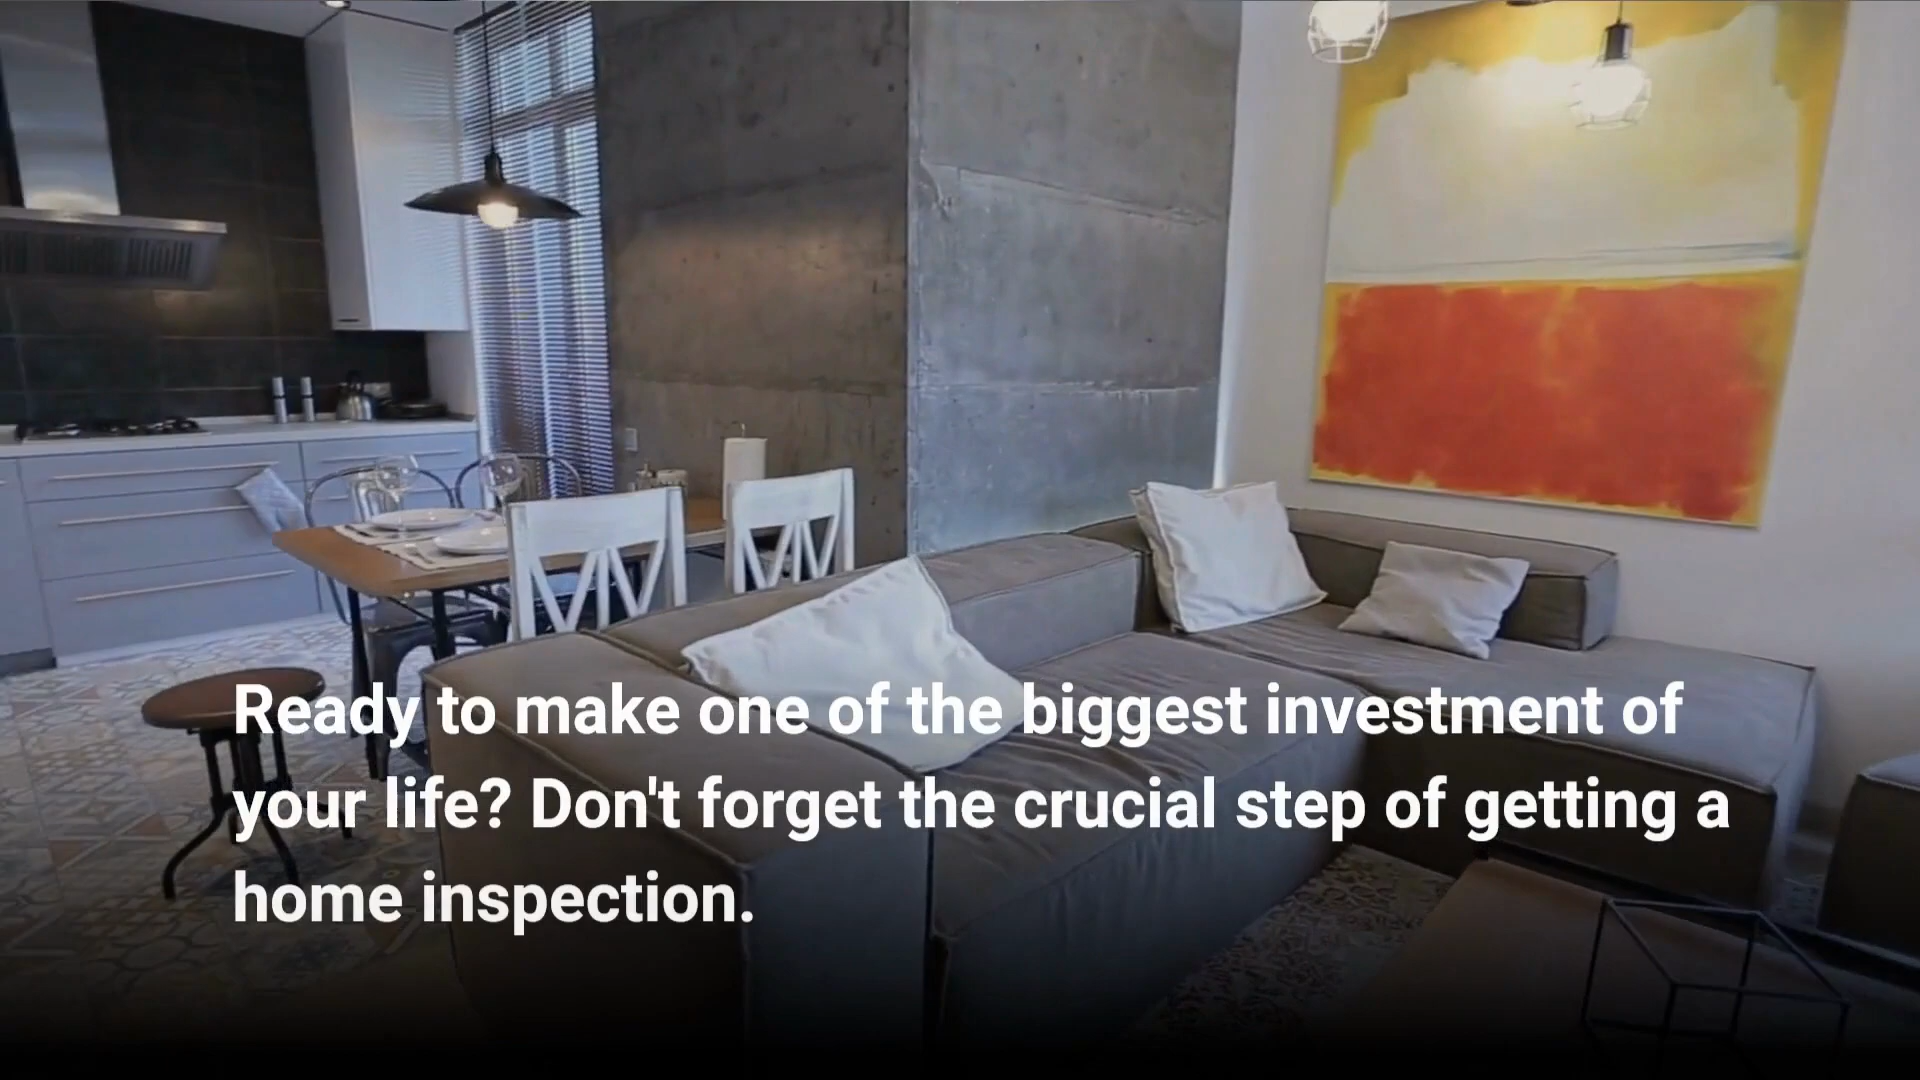 Ready to make one of the biggest investment of
your life? Don't forget the crucial step of getting a
home inspection.